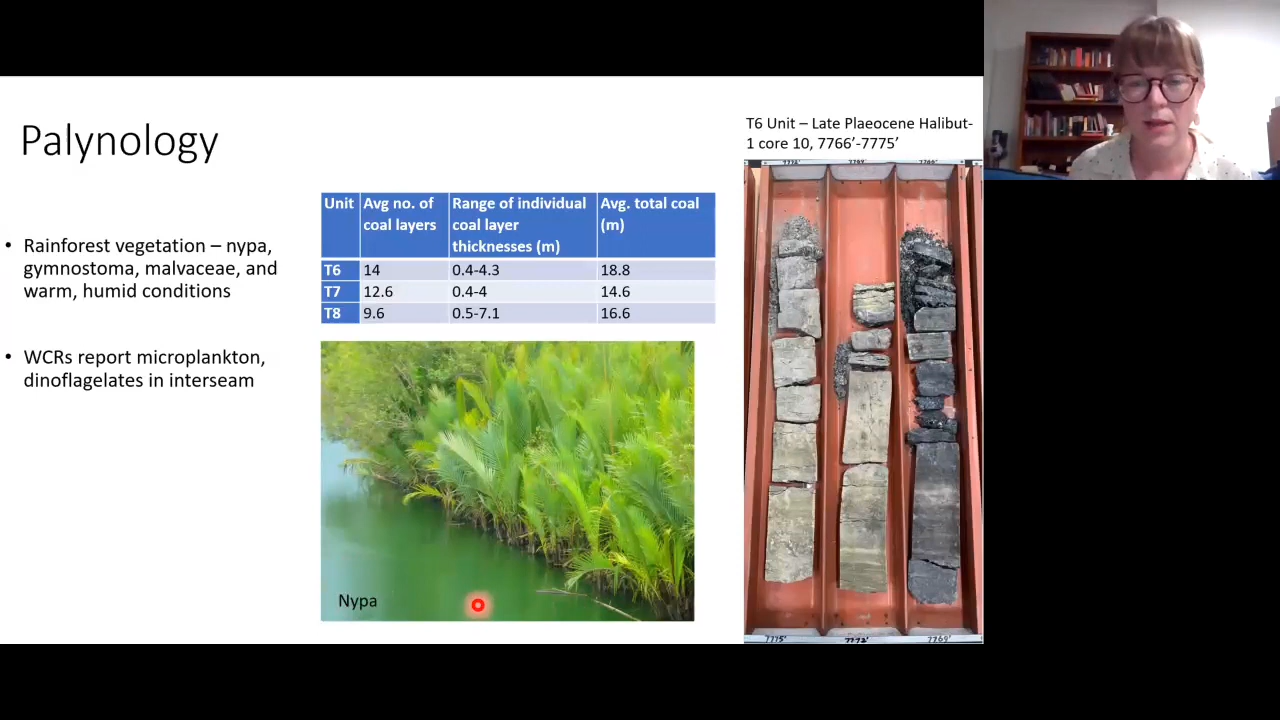 Palynology
• Rainforest vegetation – nypa,
gymnostoma, malvaceae, and
warm, humid conditions
• WCRs report microplankton,
dinoflagelates in interseam
Unit Avg no. of coal layers Range of individual coal layer thicknesses (m) Avg. total coal (m)
T6 14 0.4-4.3 18.8
T7 12.6 0.4-4 14.6
T8 9.6 0.5-7.1 16.6
Nypa
T6 Unit – Late Plaeocene Halibut-
1 core 10, 7766’-7775’
7775' 7772' 7769'